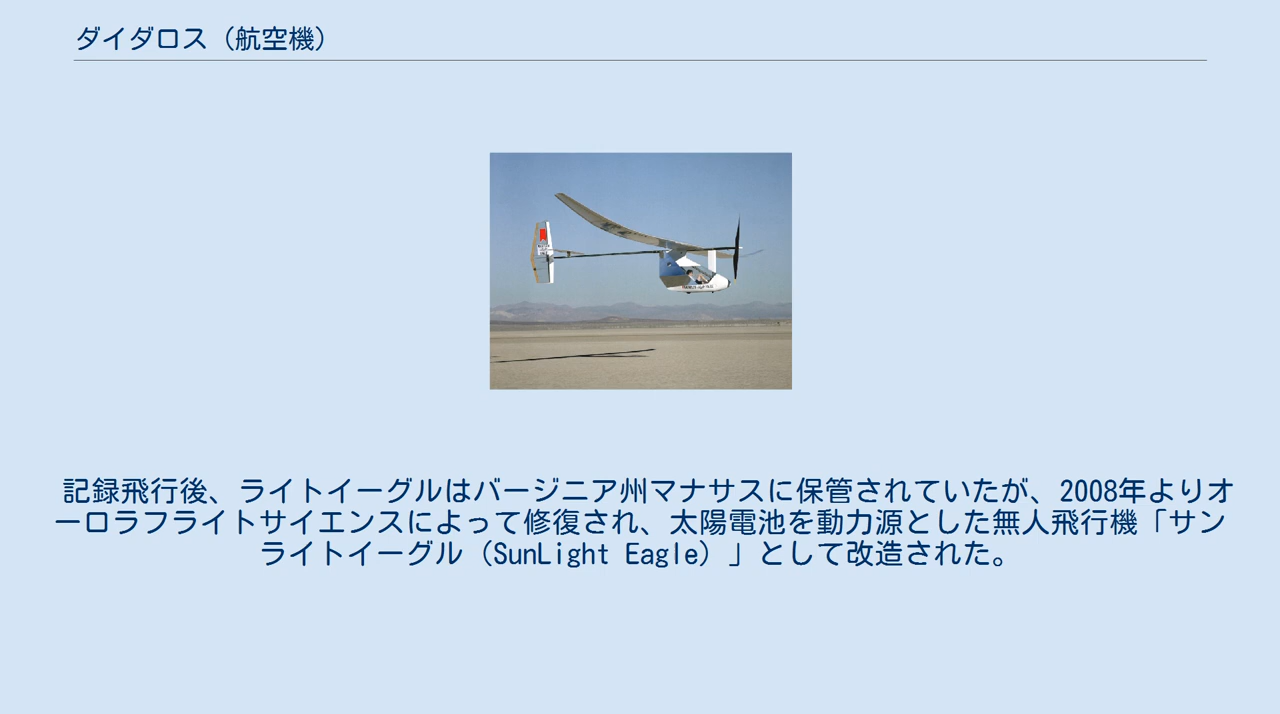 ダイダロス（航空機）
記録飛行後、ライトイーグルはバージニア州マナサスに保管されていたが、2008年よりオ
ーロラフライトサイエンスによって修復され、太陽電池を動力源とした無人飛行機「サン
ライトイーグル（SunLight Eagle）」として改造された。